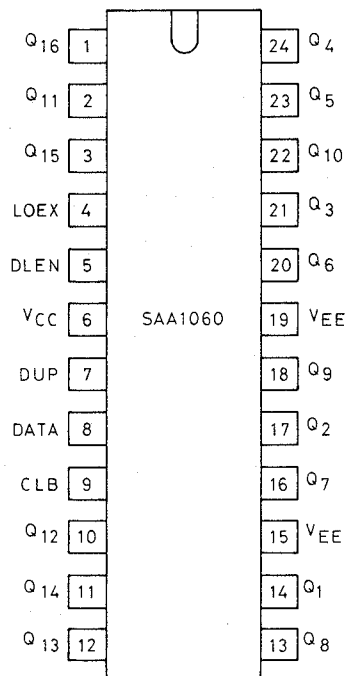 Q16 1 24 Q4
Q11 2 23 Q5
Q15 3 22 Q10
LOEX 4 21 Q3
DLEN 5 20 Q6
VCC 6 SAA1060 19 VEE
DUP 7 18 Q9
DATA 8 17 Q2
CLB 9 16 Q7
Q12 10 15 VEE
Q14 11 14 Q1
Q13 12 13 Q8